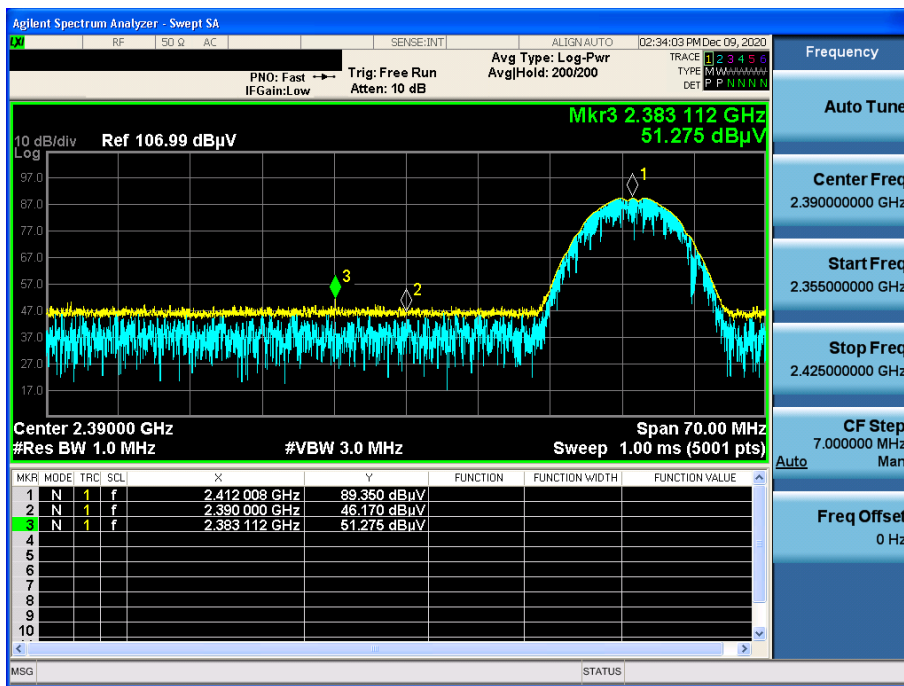 Agilent Spectrum Analyzer - Swept SA
LXI RF 50 Ω AC SENSE:INT ALIGN AUTO 02:34:03 PM Dec 09, 2020
PNO: Fast Trig: Free Run Avg Type: Log-Pwr TRACE 1 2 3 4 5 6
IFGain:Low Atten: 10 dB Avg|Hold: 200/200 TYPE MWWWWW
DET P P N N N N
Mkr3 2.383 112 GHz
51.275 dBµV
10 dB/div Ref 106.99 dBµV
Log
97.0
87.0
77.0
67.0
57.0
47.0
37.0
27.0
17.0
1
2
3
Center 2.39000 GHz Span 70.00 MHz
#Res BW 1.0 MHz #VBW 3.0 MHz Sweep 1.00 ms (5001 pts)
MKR MODE TRC SCL X Y FUNCTION FUNCTION WIDTH FUNCTION VALUE
1 N 1 f 2.412 008 GHz 89.350 dBµV
2 N 1 f 2.390 000 GHz 46.170 dBµV
3 N 1 f 2.383 112 GHz 51.275 dBµV
4
5
6
7
8
9
10
MSG STATUS
Frequency
Auto Tune
Center Freq
2.390000000 GHz
Start Freq
2.355000000 GHz
Stop Freq
2.425000000 GHz
CF Step
7.000000 MHz
Auto Man
Freq Offset
0 Hz